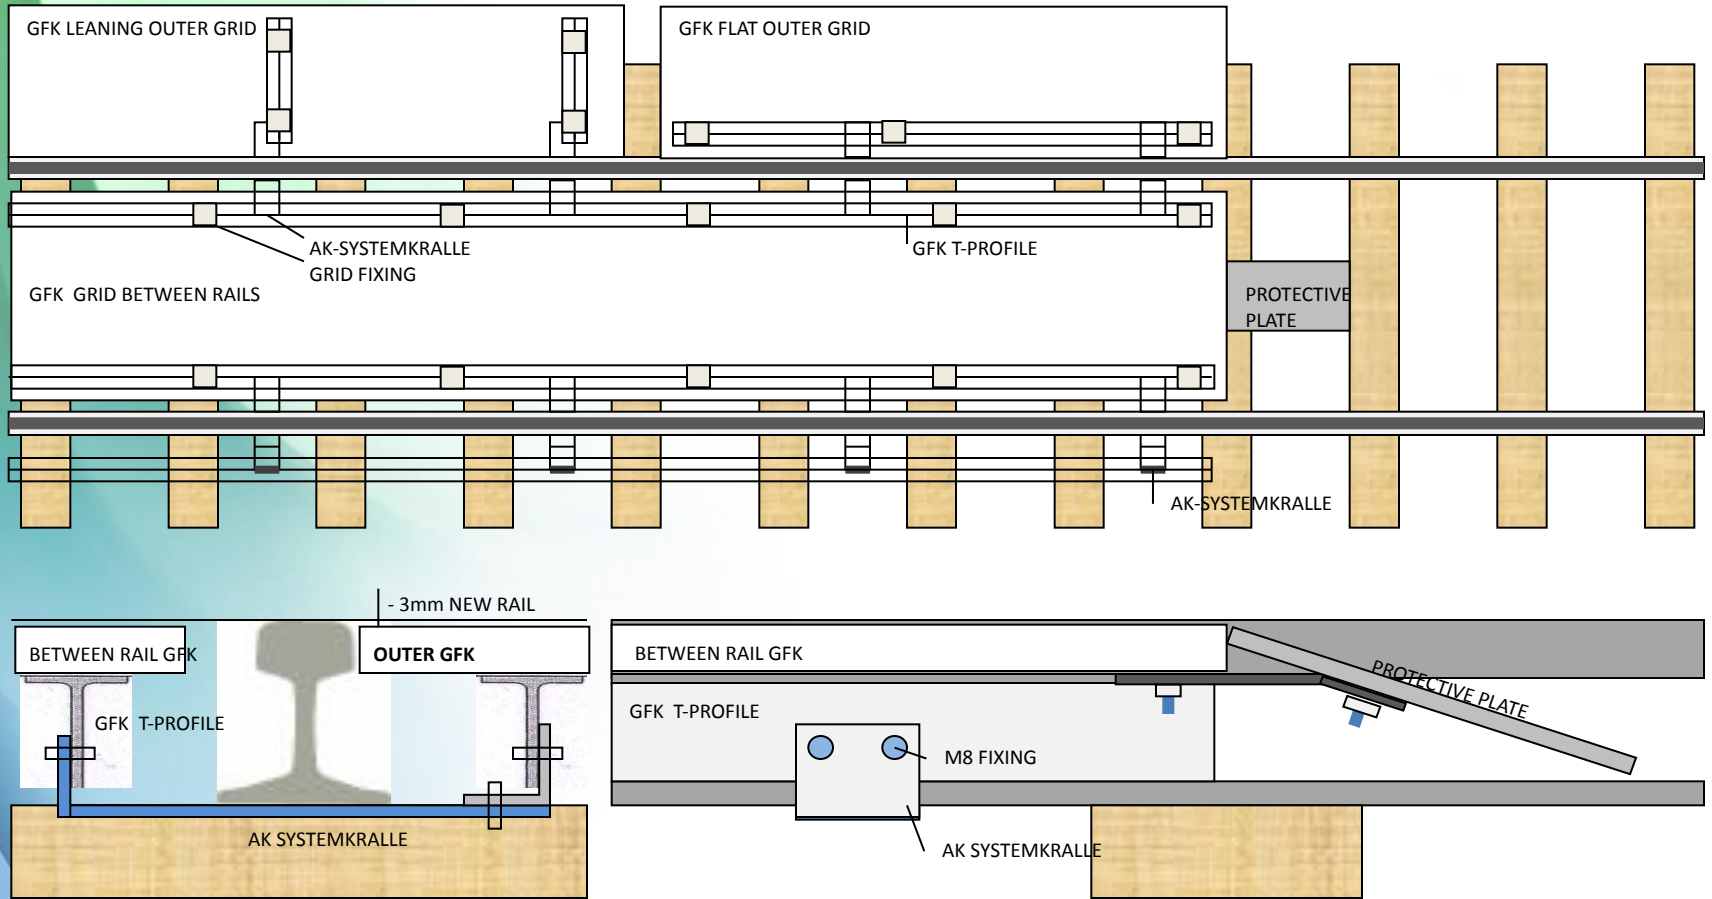 GFK LEANING OUTER GRID
GFK FLAT OUTER GRID
AK-SYSTEMKRALLE
GRID FIXING
GFK T-PROFILE
GFK  GRID BETWEEN RAILS
PROTECTIVE
PLATE
AK-SYSTEMKRALLE
- 3mm NEW RAIL
BETWEEN RAIL GFK
OUTER GFK
GFK  T-PROFILE
AK SYSTEMKRALLE
BETWEEN RAIL GFK
PROTECTIVE PLATE
GFK  T-PROFILE
M8 FIXING
AK SYSTEMKRALLE